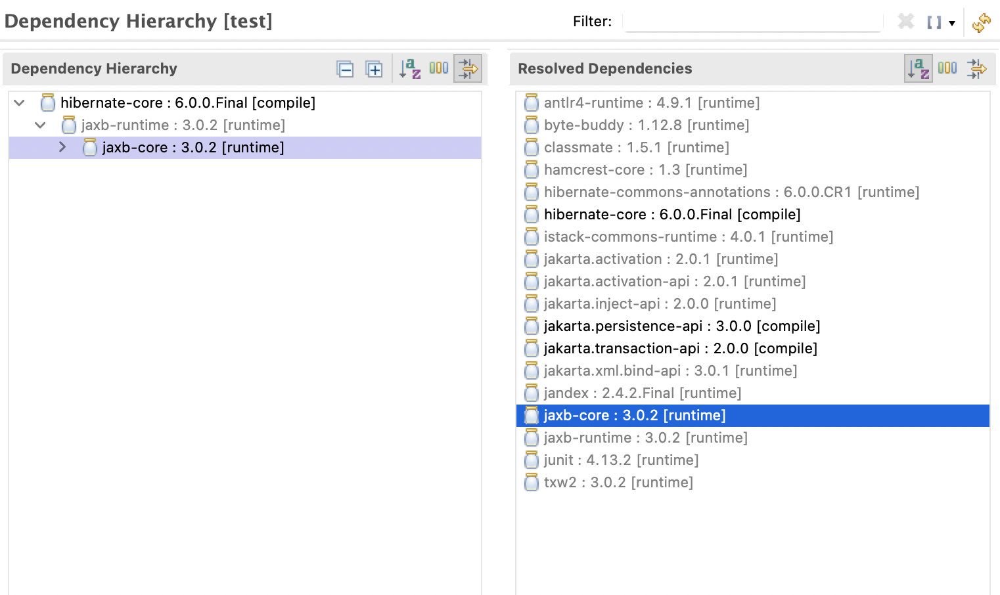 Dependency Hierarchy [test]
Filter:
Dependency Hierarchy
hibernate-core : 6.0.0.Final [compile]
jaxb-runtime : 3.0.2 [runtime]
jaxb-core : 3.0.2 [runtime]
Resolved Dependencies
antlr4-runtime : 4.9.1 [runtime]
byte-buddy : 1.12.8 [runtime]
classmate : 1.5.1 [runtime]
hamcrest-core : 1.3 [runtime]
hibernate-commons-annotations : 6.0.0.CR1 [runtime]
hibernate-core : 6.0.0.Final [compile]
istack-commons-runtime : 4.0.1 [runtime]
jakarta.activation : 2.0.1 [runtime]
jakarta.activation-api : 2.0.1 [runtime]
jakarta.inject-api : 2.0.0 [runtime]
jakarta.persistence-api : 3.0.0 [compile]
jakarta.transaction-api : 2.0.0 [compile]
jakarta.xml.bind-api : 3.0.1 [runtime]
jandex : 2.4.2.Final [runtime]
jaxb-core : 3.0.2 [runtime]
jaxb-runtime : 3.0.2 [runtime]
junit : 4.13.2 [runtime]
txw2 : 3.0.2 [runtime]